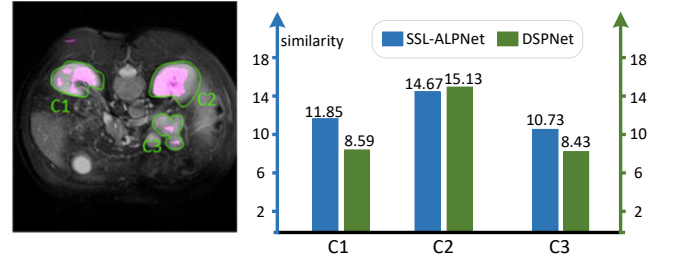 C1
C2
C3
similarity
SSL-ALPNet
DSPNet
18
14
10
6
2
11.85
8.59
14.67
15.13
10.73
8.43
18
14
10
6
2
C1
C2
C3